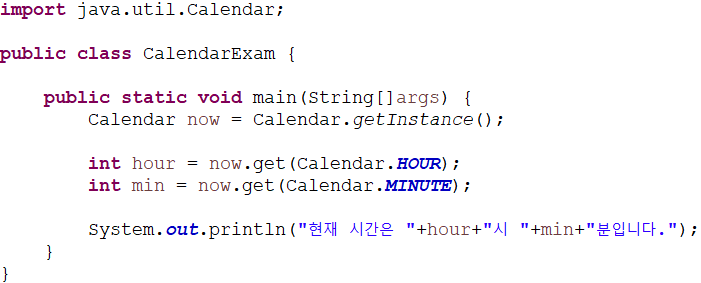 import java.util.Calendar;
public class CalendarExam {
public static void main(String[]args) {
Calendar now = Calendar.getInstance();
int hour = now.get(Calendar.HOUR);
int min = now.get(Calendar.MINUTE);
System.out.println("현재 시간은 "+hour+"시 "+min+"분입니다.");
}
}